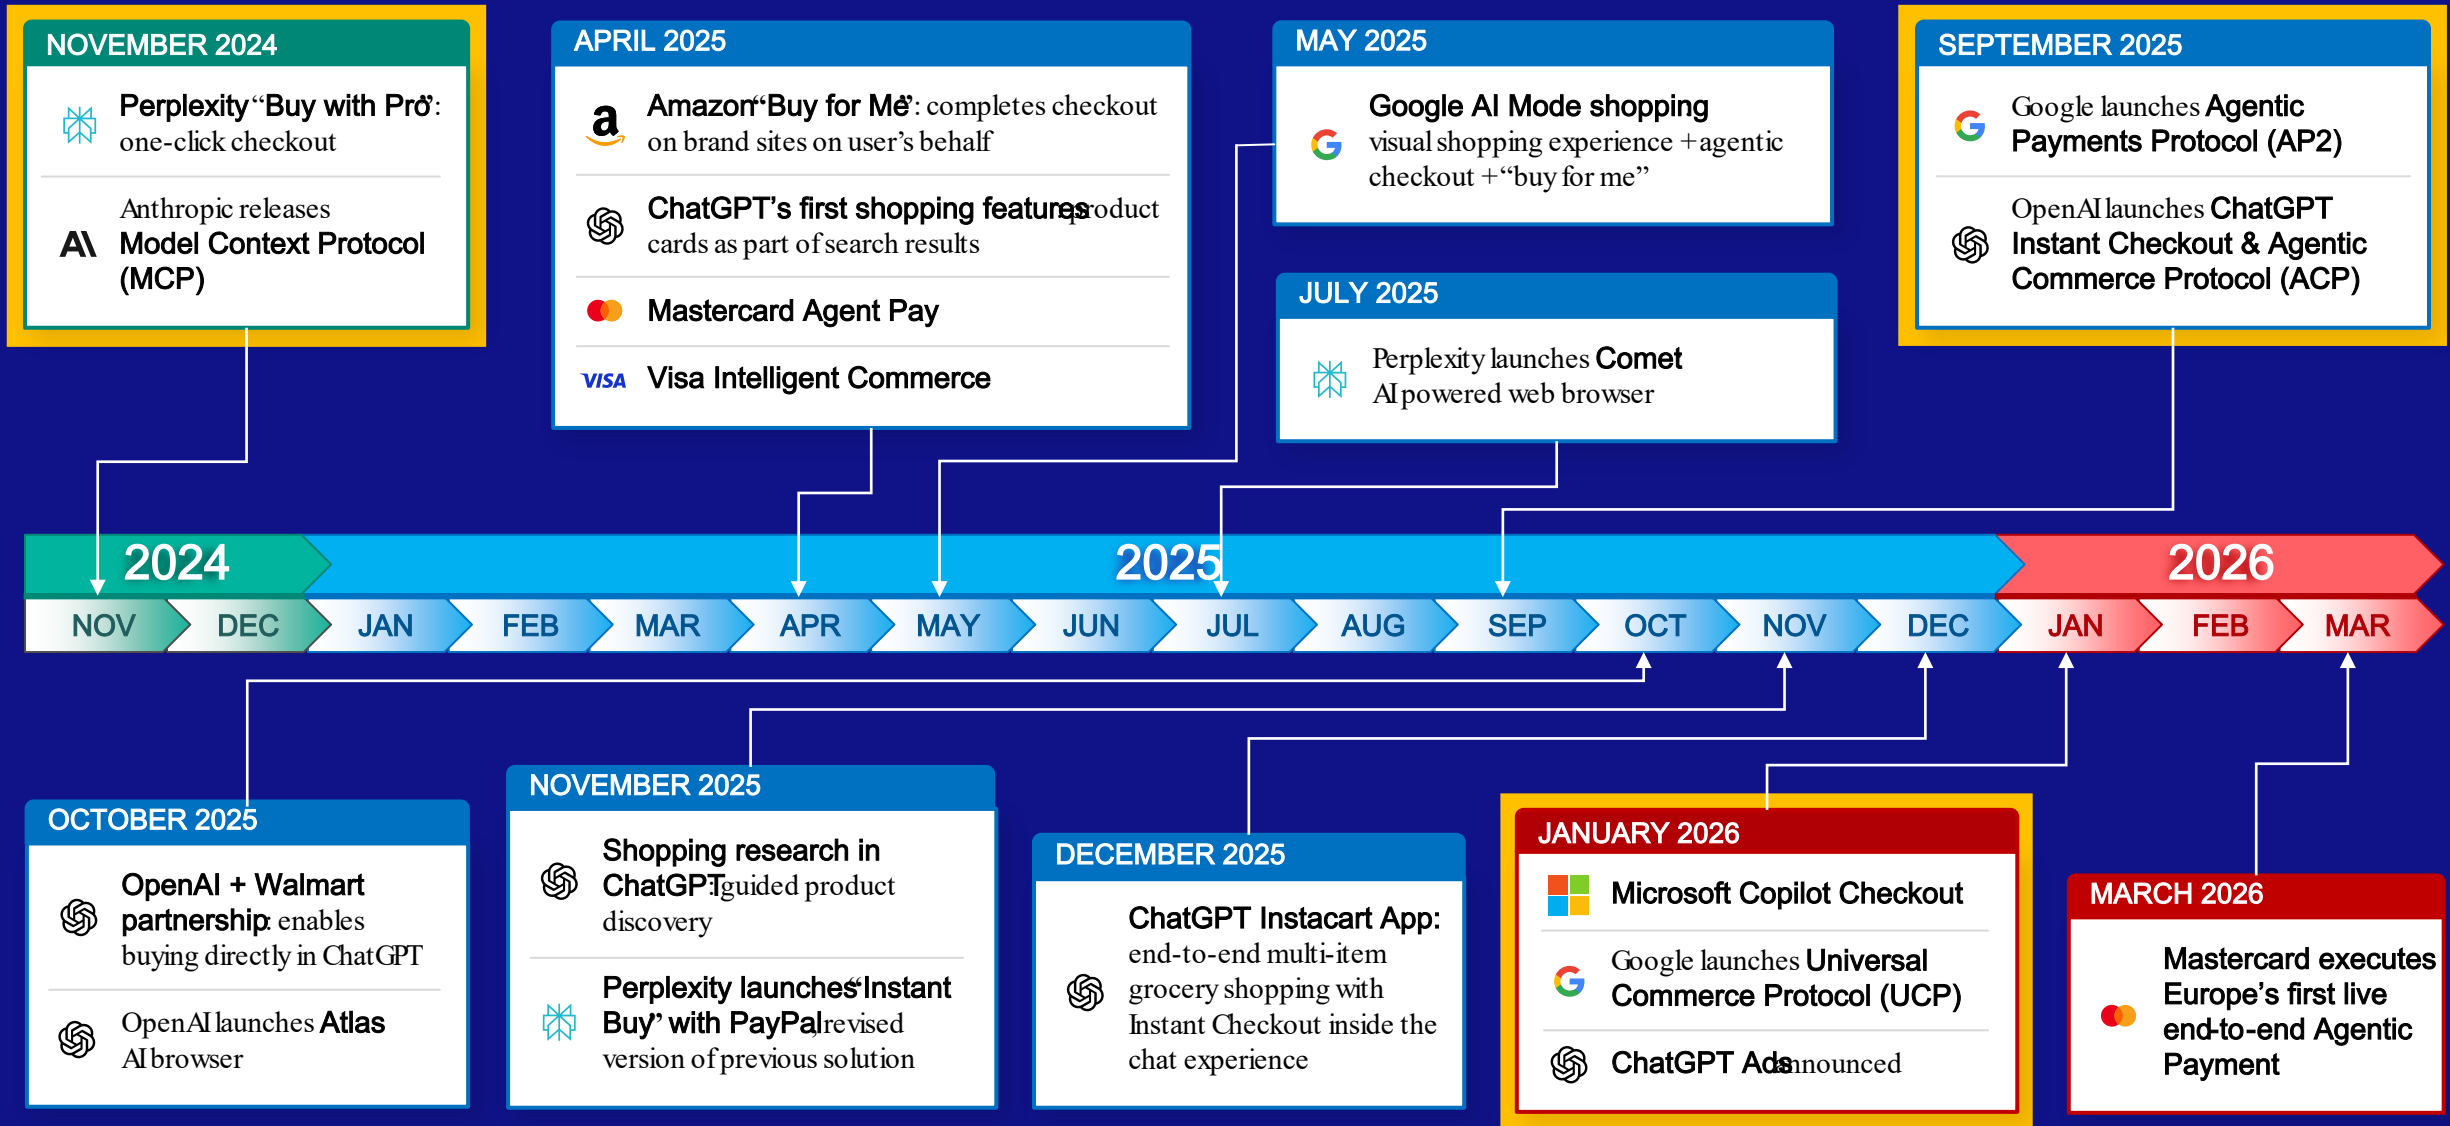 NOVEMBER 2024
Perplexity “Buy with Pro”:
one-click checkout
Anthropic releases
Model Context Protocol
(MCP)
APRIL 2025
a
Amazon “Buy for Me”: completes checkout
on brand sites on user’s behalf
ChatGPT’s first shopping features: product
cards as part of search results
Mastercard Agent Pay
VISA
Visa Intelligent Commerce
MAY 2025
Google AI Mode shopping
visual shopping experience + agentic
checkout + “buy for me”
JULY 2025
Perplexity launches Comet
AI powered web browser
SEPTEMBER 2025
Google launches Agentic
Payments Protocol (AP2)
OpenAI launches ChatGPT
Instant Checkout & Agentic
Commerce Protocol (ACP)
2024
2025
2026
NOV
DEC
JAN
FEB
MAR
APR
MAY
JUN
JUL
AUG
SEP
OCT
NOV
DEC
JAN
FEB
MAR
OCTOBER 2025
OpenAI + Walmart
partnership: enables
buying directly in ChatGPT
OpenAI launches Atlas
AI browser
NOVEMBER 2025
Shopping research in
ChatGPT: guided product
discovery
Perplexity launches “Instant
Buy” with PayPal, revised
version of previous solution
DECEMBER 2025
ChatGPT Instacart App:
end-to-end multi-item
grocery shopping with
Instant Checkout inside the
chat experience
JANUARY 2026
Microsoft Copilot Checkout
Google launches Universal
Commerce Protocol (UCP)
ChatGPT Ads announced
MARCH 2026
Mastercard executes
Europe’s first live
end-to-end Agentic
Payment